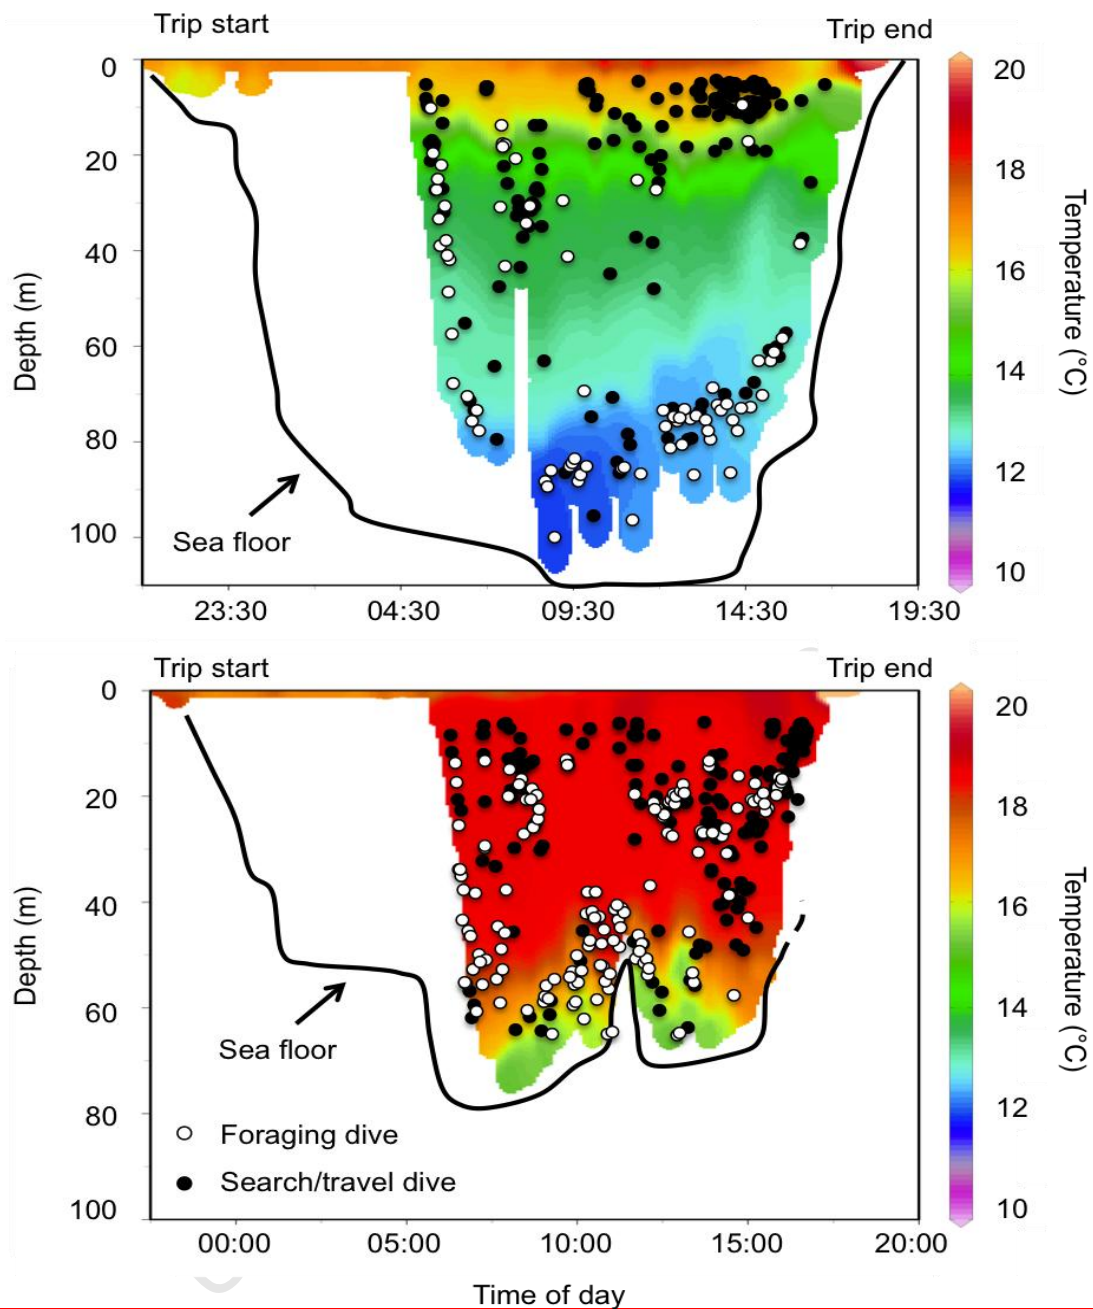 Trip start
Trip end
0
20
40
60
80
100
Depth (m)
Sea floor
23:30
04:30
09:30
14:30
19:30
20
18
16
14
12
10
Temperature (°C)
Trip start
Trip end
0
20
40
60
80
100
Depth (m)
Sea floor
Foraging dive
Search/travel dive
00:00
05:00
10:00
15:00
20:00
20
18
16
14
12
10
Temperature (°C)
Time of day